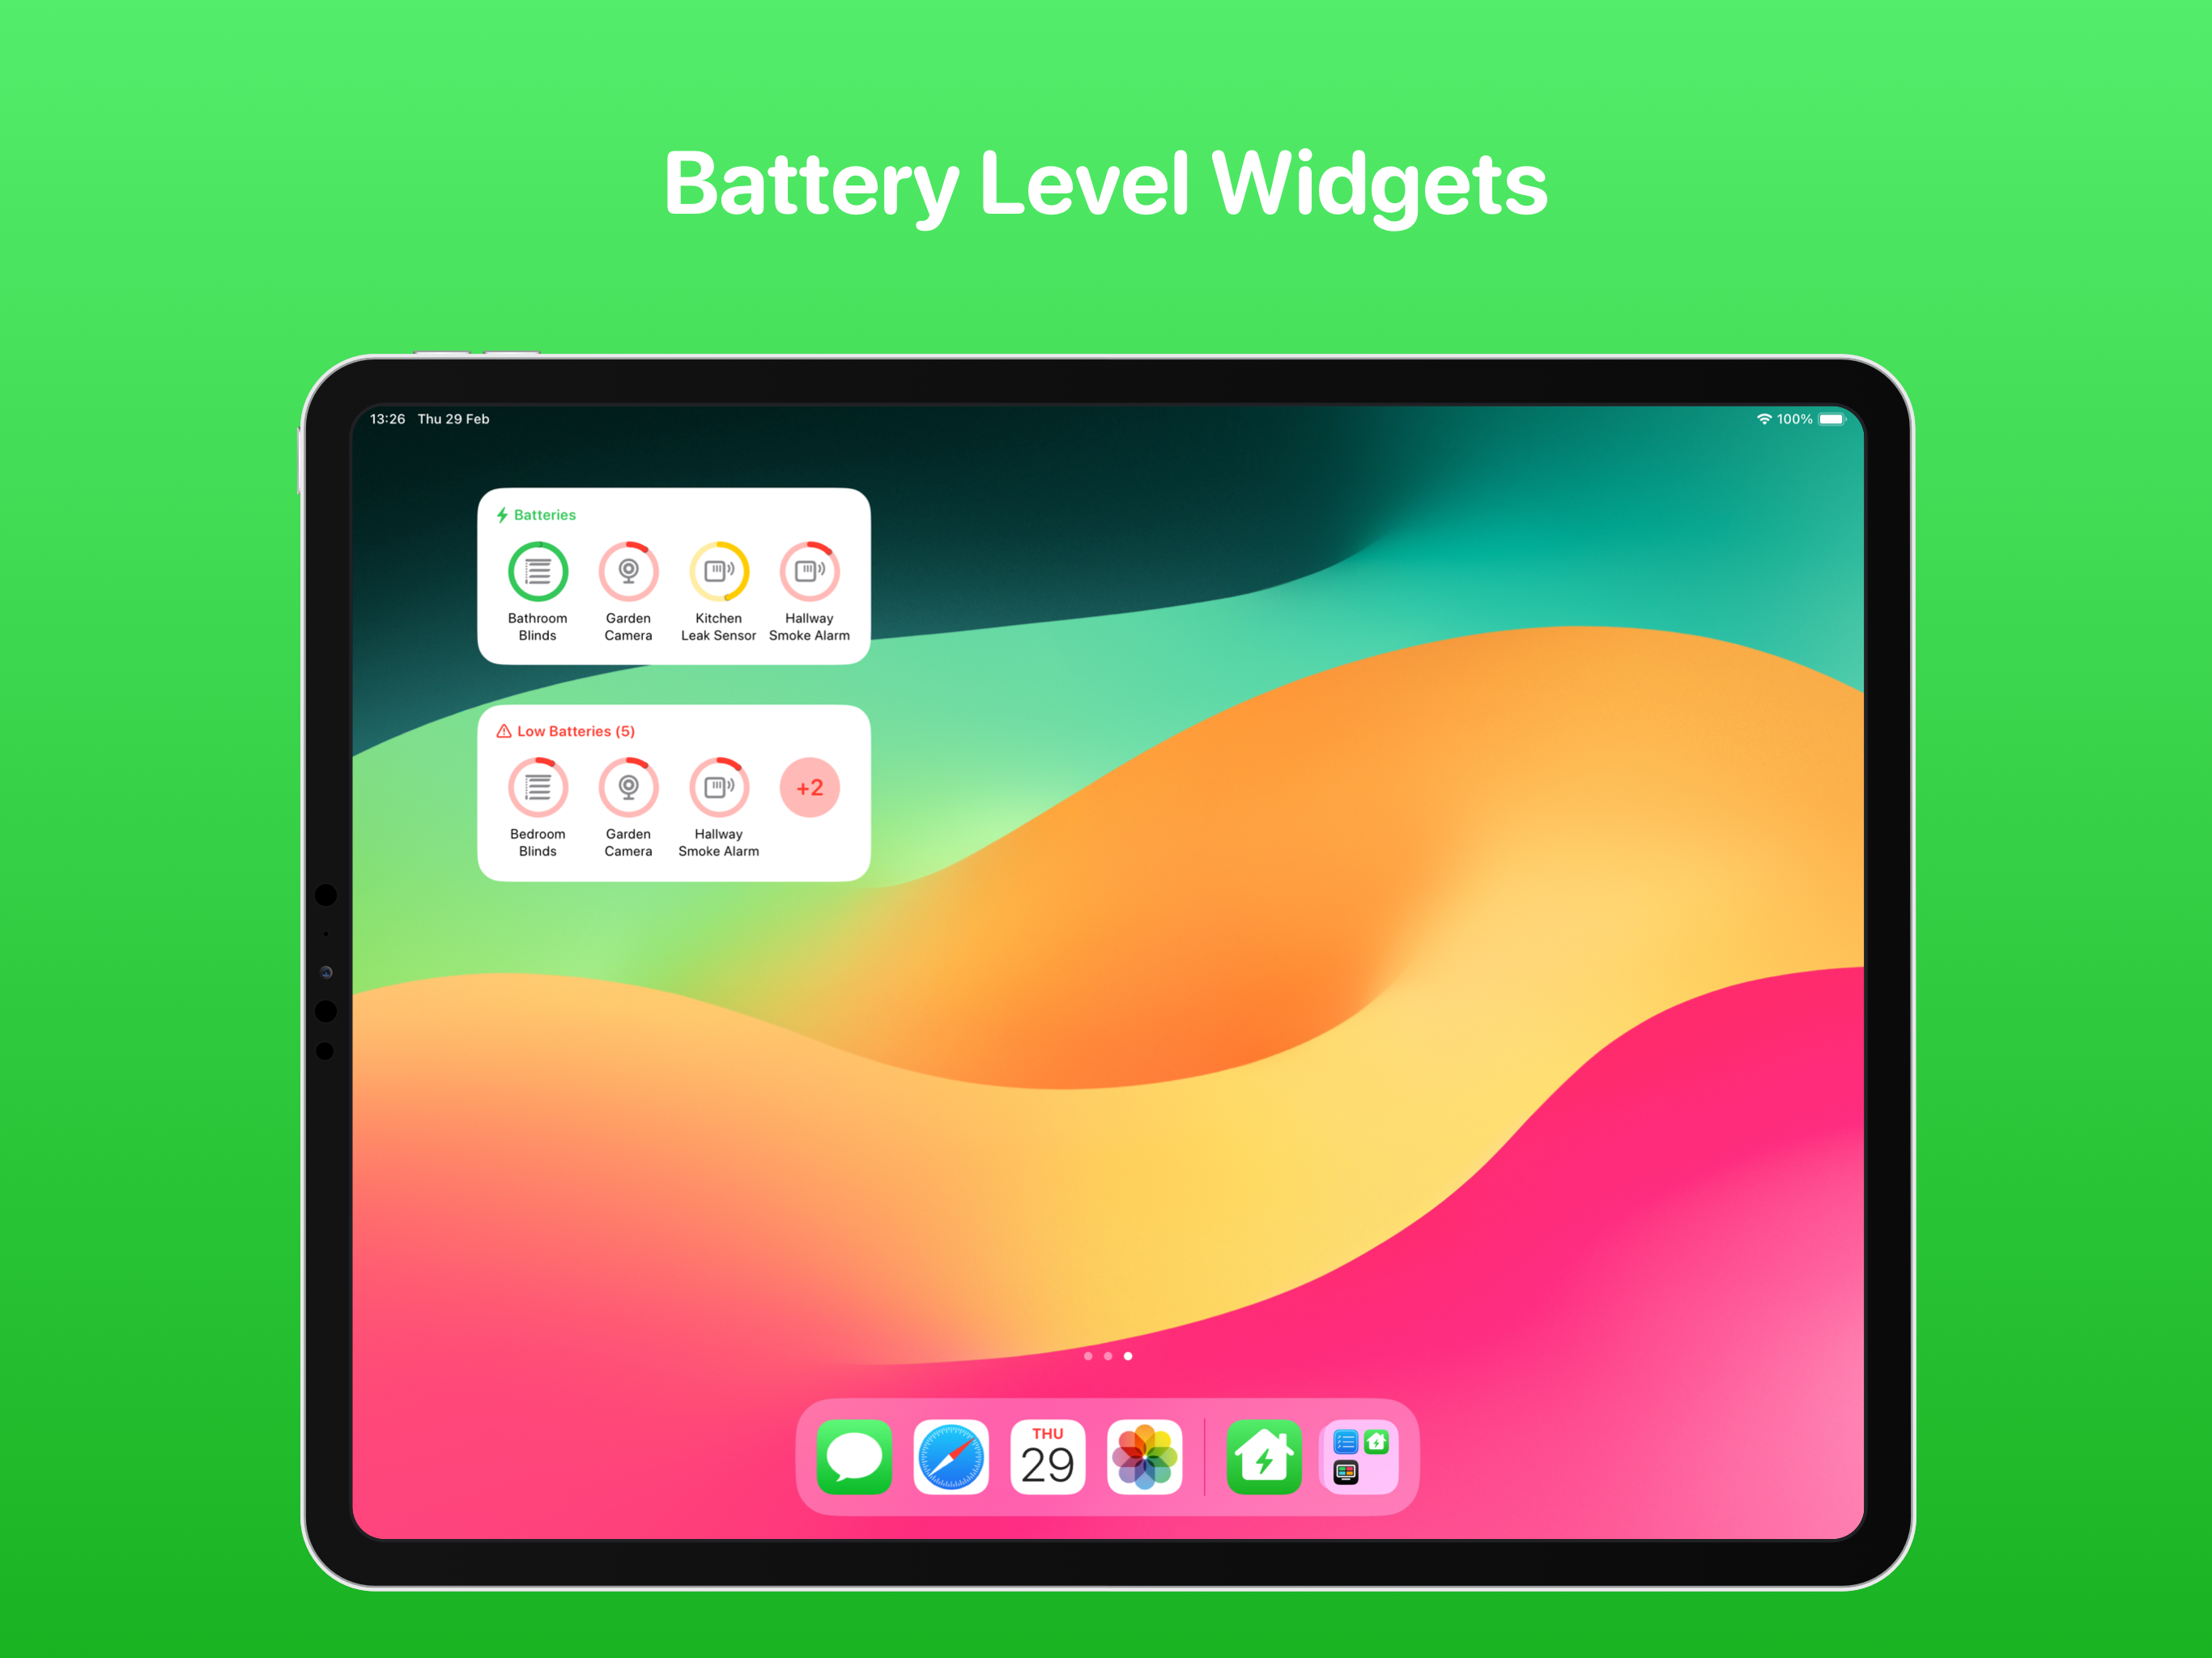 Battery Level Widgets
13:26 Thu 29 Feb
100%
Batteries
Bathroom Blinds
Garden Camera
Kitchen Leak Sensor
Hallway Smoke Alarm
Low Batteries (5)
Bedroom Blinds
Garden Camera
Hallway Smoke Alarm
+2
THU
29